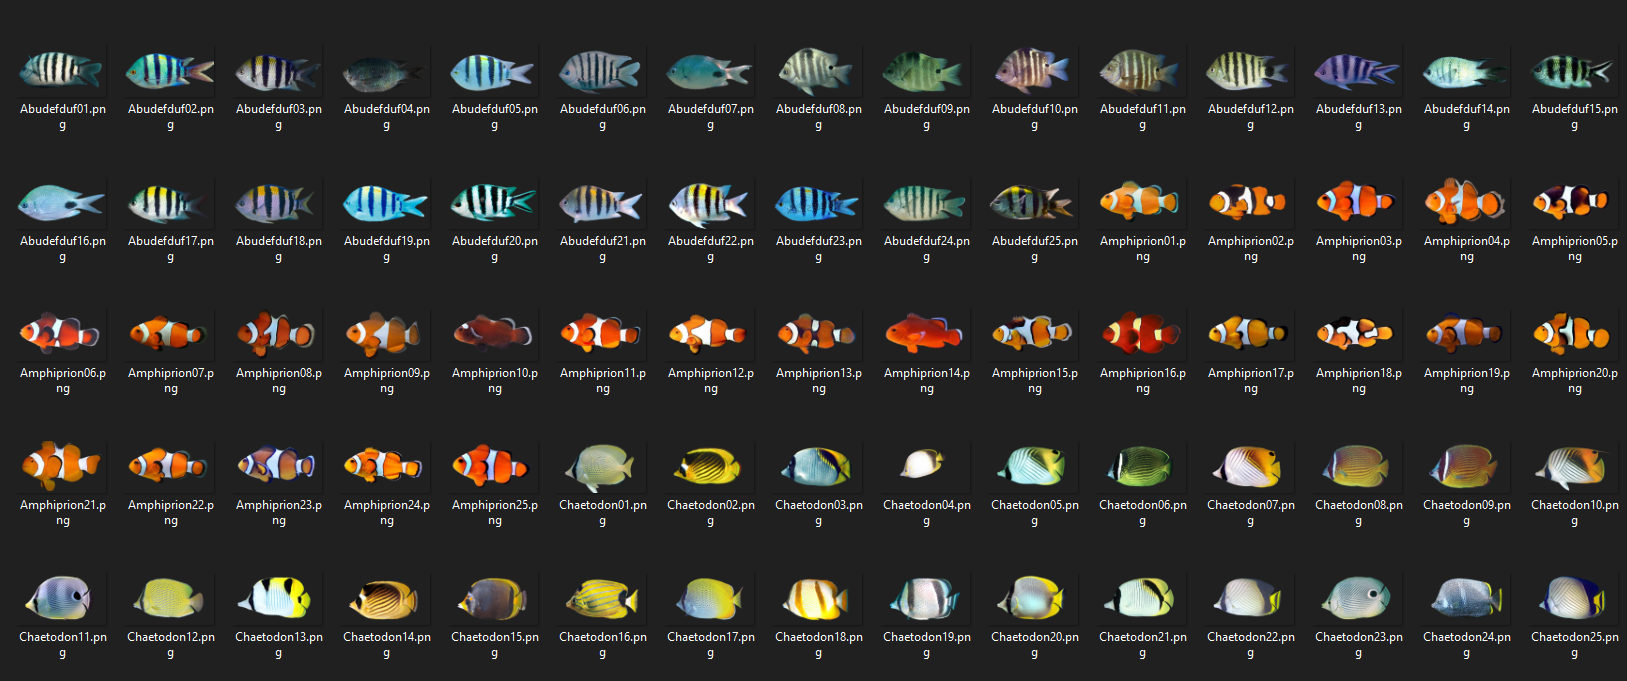 Abudefduf01.pn Abudefduf02.pn Abudefduf03.pn Abudefduf04.pn Abudefduf05.pn Abudefduf06.pn Abudefduf07.pn Abudefduf08.pn Abudefduf09.pn Abudefduf10.pn Abudefduf11.pn Abudefduf12.pn Abudefduf13.pn Abudefduf14.pn Abudefduf15.pn
g g g g g g g g g g g g g g g
Abudefduf16.pn Abudefduf17.pn Abudefduf18.pn Abudefduf19.pn Abudefduf20.pn Abudefduf21.pn Abudefduf22.pn Abudefduf23.pn Abudefduf24.pn Abudefduf25.pn Amphiprion01.p Amphiprion02.p Amphiprion03.p Amphiprion04.p Amphiprion05.p
g g g g g g g g g g ng ng ng ng ng
Amphiprion06.p Amphiprion07.p Amphiprion08.p Amphiprion09.p Amphiprion10.p Amphiprion11.p Amphiprion12.p Amphiprion13.p Amphiprion14.p Amphiprion15.p Amphiprion16.p Amphiprion17.p Amphiprion18.p Amphiprion19.p Amphiprion20.p
ng ng ng ng ng ng ng ng ng ng ng ng ng ng ng
Amphiprion21.p Amphiprion22.p Amphiprion23.p Amphiprion24.p Amphiprion25.p Chaetodon01.pn Chaetodon02.pn Chaetodon03.pn Chaetodon04.pn Chaetodon05.pn Chaetodon06.pn Chaetodon07.pn Chaetodon08.pn Chaetodon09.pn Chaetodon10.pn
ng ng ng ng ng g g g g g g g g g g
Chaetodon11.pn Chaetodon12.pn Chaetodon13.pn Chaetodon14.pn Chaetodon15.pn Chaetodon16.pn Chaetodon17.pn Chaetodon18.pn Chaetodon19.pn Chaetodon20.pn Chaetodon21.pn Chaetodon22.pn Chaetodon23.pn Chaetodon24.pn Chaetodon25.pn
g g g g g g g g g g g g g g g